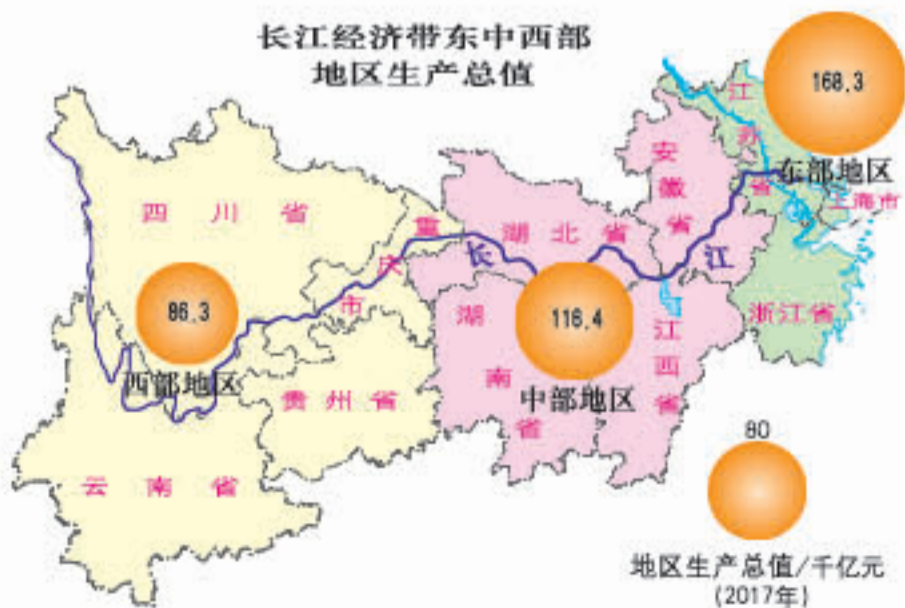 长江经济带东中西部
地区生产总值
168.3
江苏省
东部地区
上海市
安徽省
四川省
重庆市
湖北省
长江
86.3
116.4
浙江省
西部地区
湖南省
江西省
中部地区
贵州省
云南省
80
地区生产总值/千亿元
(2017年)